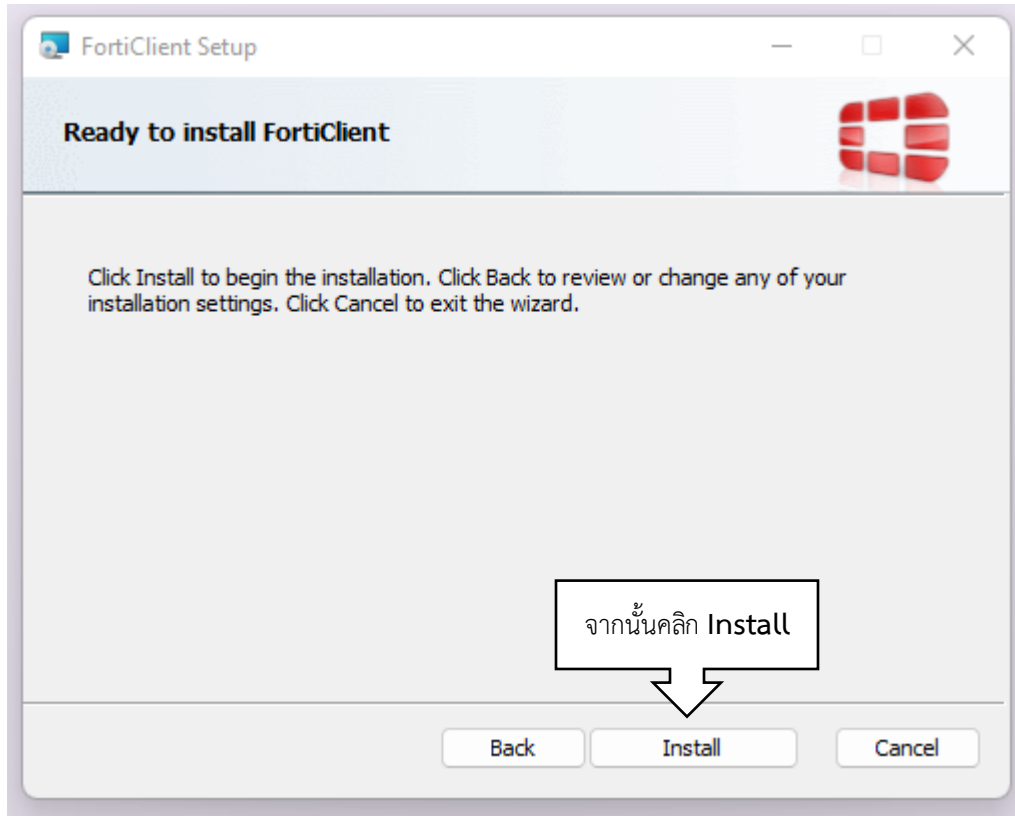 FortiClient Setup
Ready to install FortiClient
Click Install to begin the installation. Click Back to review or change any of your
installation settings. Click Cancel to exit the wizard.
จากนั้นคลิก Install
Back
Install
Cancel